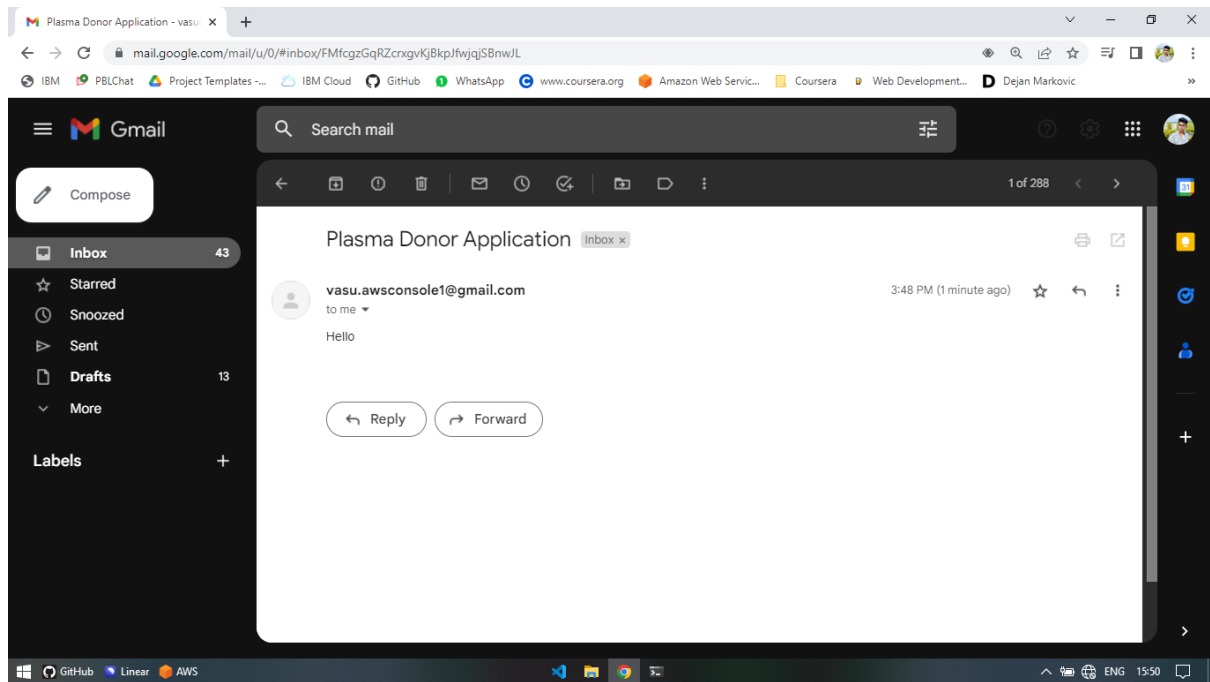 Plasma Donor Application - vasu
mail.google.com/mail/u/0/#inbox/FMfcgzGqRZcrxgvKjBkpJfwjqjSBnwJL
IBM PBLChat Project Templates -... IBM Cloud GitHub WhatsApp www.coursera.org Amazon Web Servic... Coursera Web Development... Dejan Markovic
Gmail
Search mail
Compose
1 of 288
31
Plasma Donor Application Inbox x
Inbox 43
Starred
Snoozed
Sent
Drafts 13
More
Labels
vasu.awsconsole1@gmail.com 3:48 PM (1 minute ago)
to me
Hello
Reply Forward
GitHub Linear AWS ENG 15:50